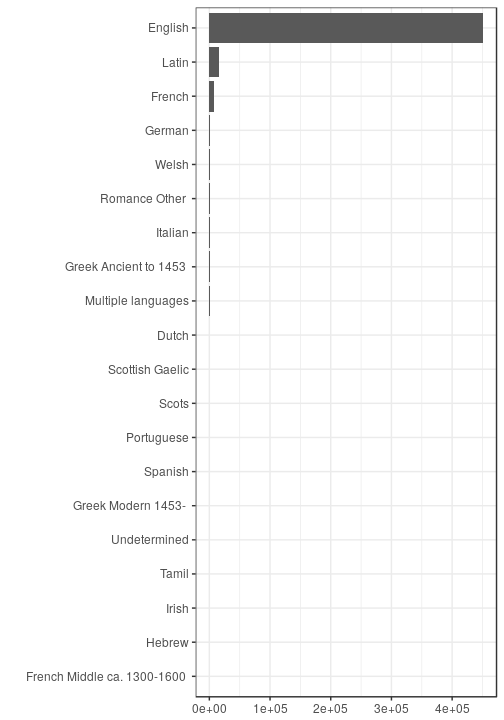 English
Latin
French
German
Welsh
Romance Other
Italian
Greek Ancient to 1453
Multiple languages
Dutch
Scottish Gaelic
Scots
Portuguese
Spanish
Greek Modern 1453-
Undetermined
Tamil
Irish
Hebrew
French Middle ca. 1300-1600
0e+00 1e+05 2e+05 3e+05 4e+05